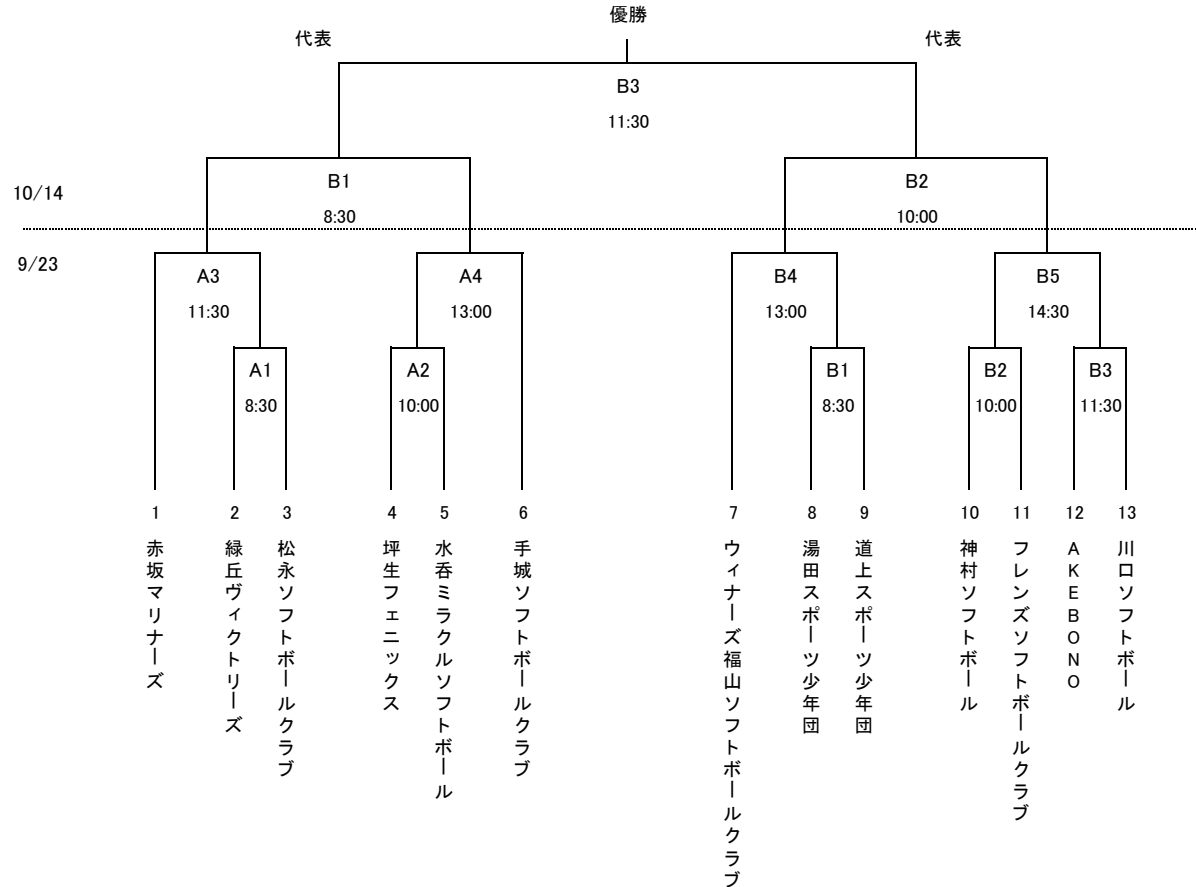 優勝
代表
代表
B3
11:30
B1
B2
10/14
8:30
10:00
9/23
A3
A4
B4
B5
11:30
13:00
13:00
14:30
A1
A2
B1
B2
B3
8:30
10:00
8:30
10:00
11:30
1 赤坂マリナーズ
2 緑丘ヴィクトリーズ
3 松永ソフトボールクラブ
4 坪生フェニックス
5 水呑ミラクルソフトボール
6 手城ソフトボールクラブ
7 ウィナーズ福山ソフトボールクラブ
8 湯田スポーツ少年団
9 道上スポーツ少年団
10 神村ソフトボール
11 フレンズソフトボールクラブ
12 AKEBONO
13 川口ソフトボール